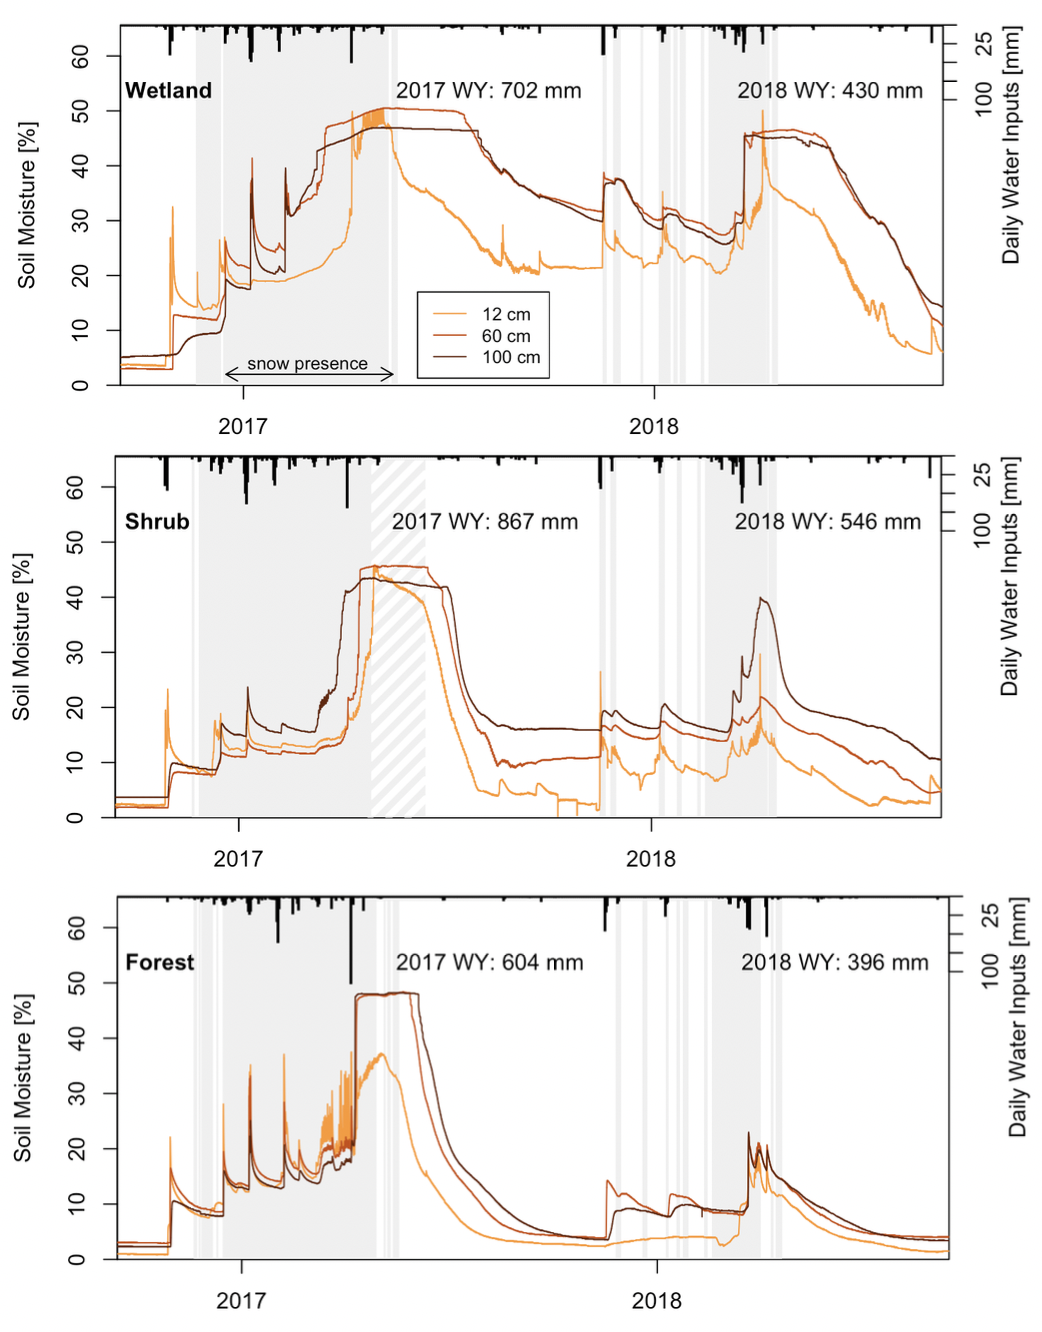 Wetland
2017 WY: 702 mm
2018 WY: 430 mm
Soil Moisture [%]
60
50
40
30
20
10
0
25
100
Daily Water Inputs [mm]
12 cm
60 cm
100 cm
snow presence
2017
2018
Shrub
2017 WY: 867 mm
2018 WY: 546 mm
Soil Moisture [%]
60
50
40
30
20
10
0
25
100
Daily Water Inputs [mm]
2017
2018
Forest
2017 WY: 604 mm
2018 WY: 396 mm
Soil Moisture [%]
60
50
40
30
20
10
0
25
100
Daily Water Inputs [mm]
2017
2018